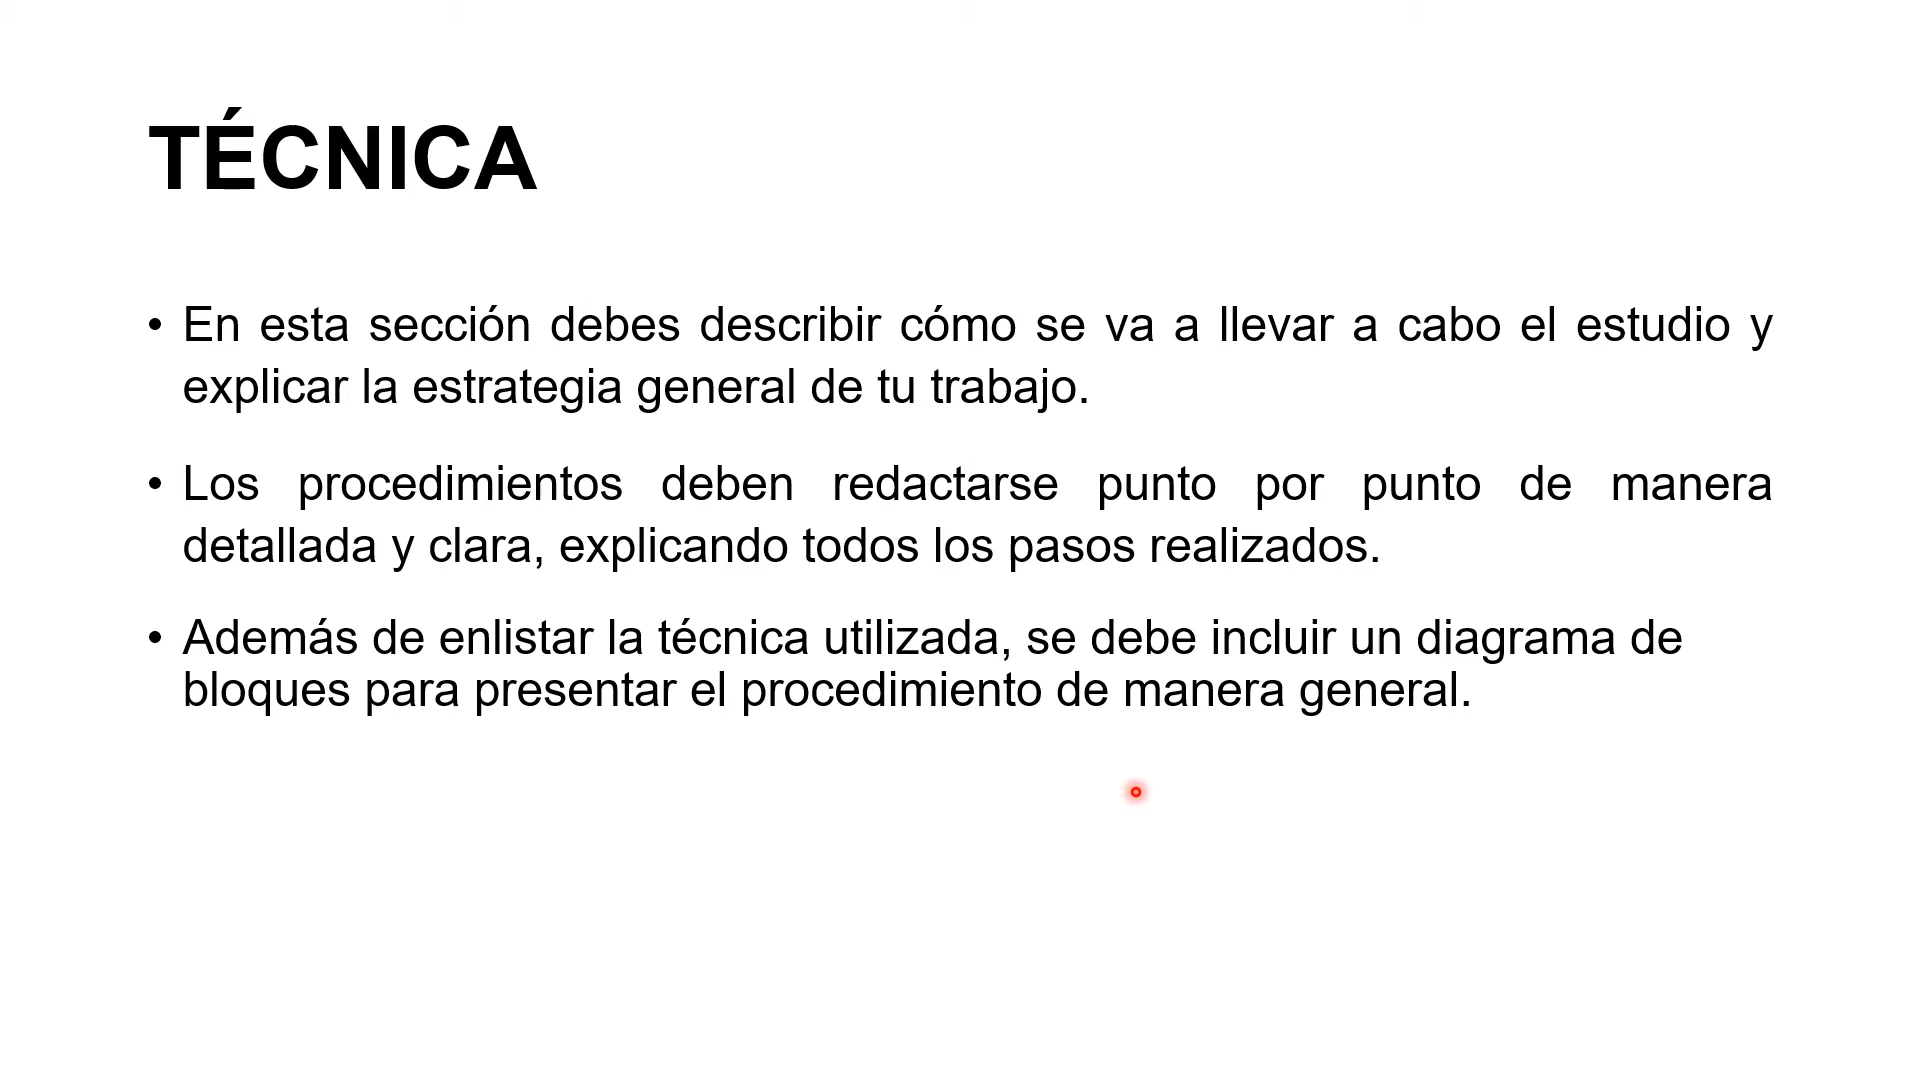 TÉCNICA
• En esta sección debes describir cómo se va a llevar a cabo el estudio y
explicar la estrategia general de tu trabajo.
• Los procedimientos deben redactarse punto por punto de manera
detallada y clara, explicando todos los pasos realizados.
• Además de enlistar la técnica utilizada, se debe incluir un diagrama de
bloques para presentar el procedimiento de manera general.